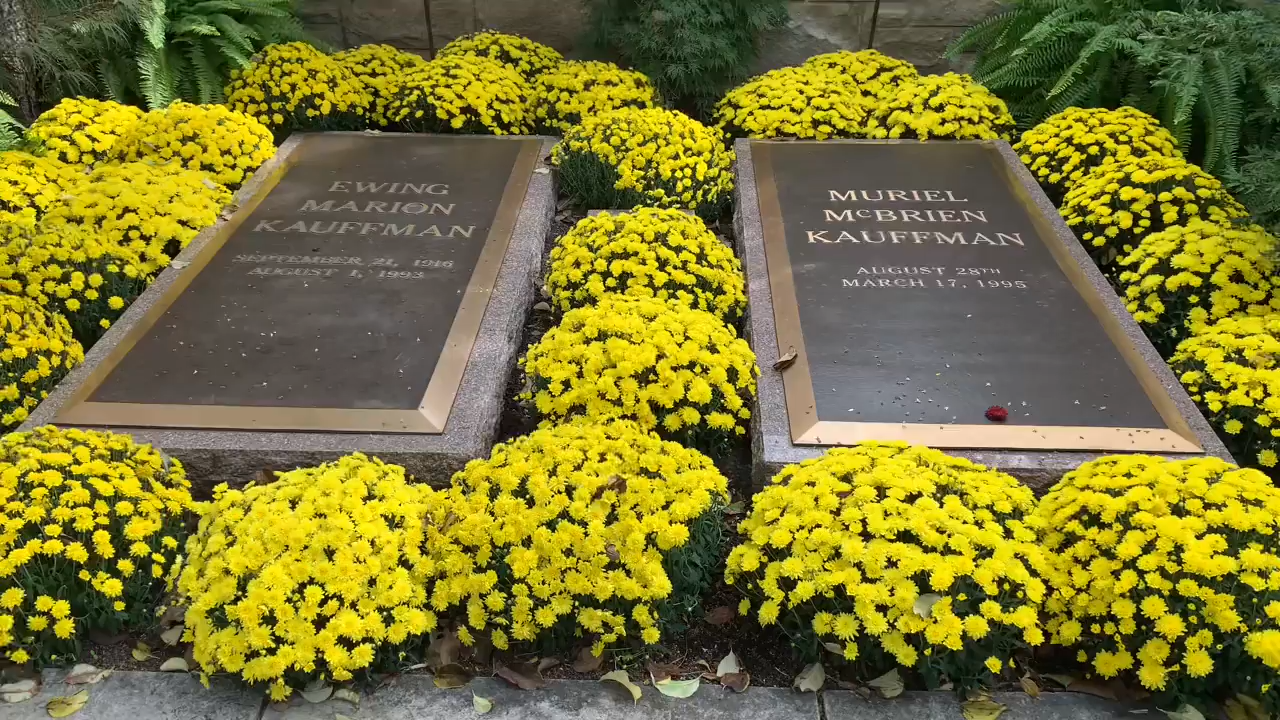 EWING
MARION
KAUFFMAN
SEPTEMBER 21, 1916
AUGUST 1, 1993
MURIEL
McBRIEN
KAUFFMAN
AUGUST 28TH
MARCH 17, 1995